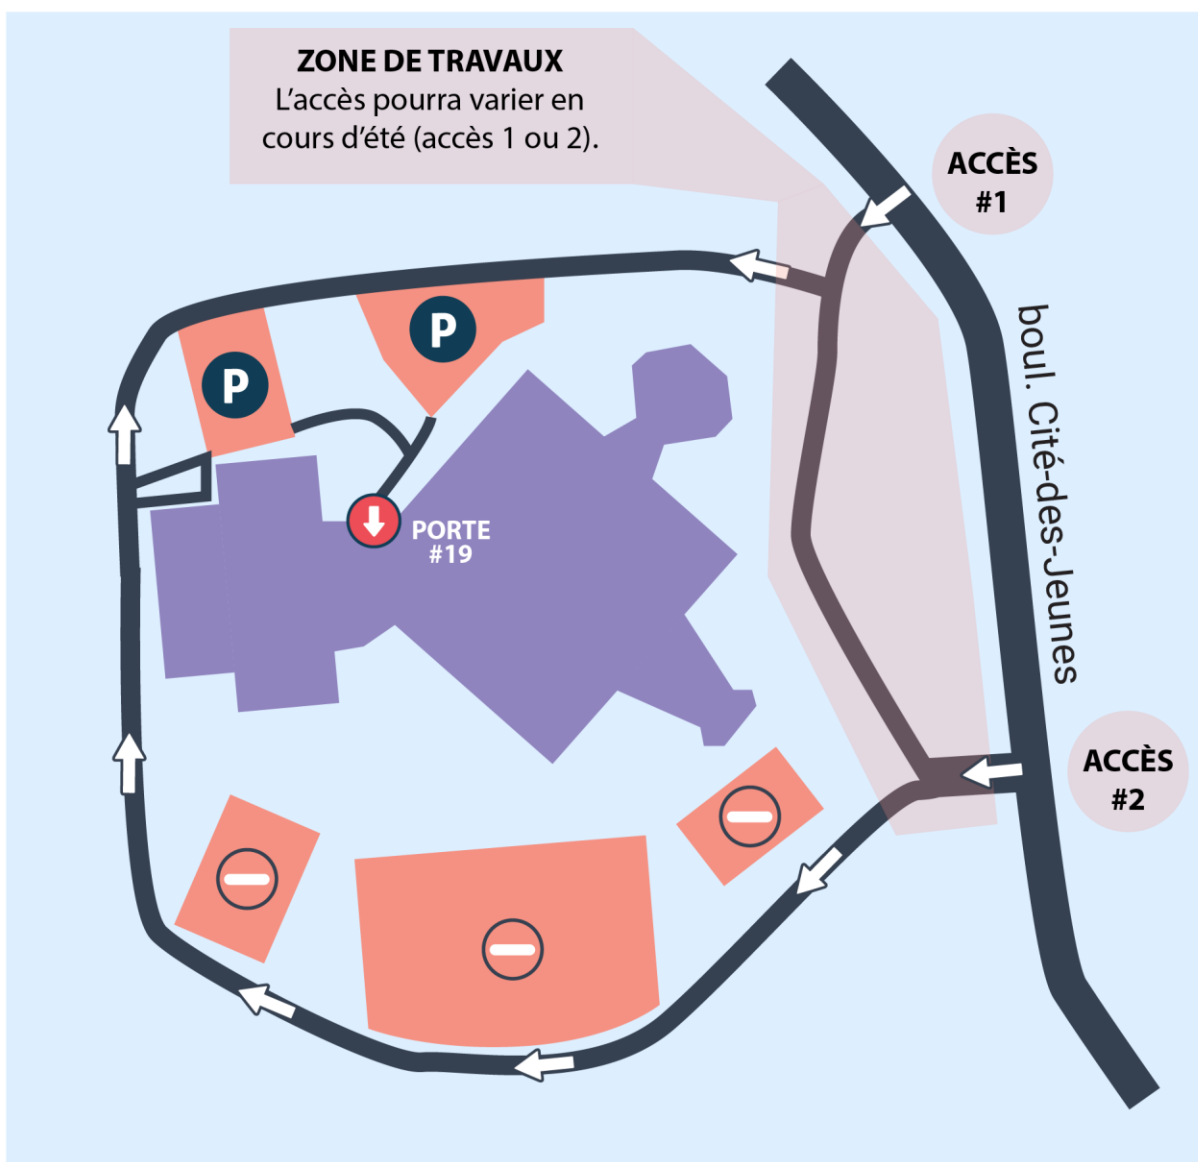 ZONE DE TRAVAUX
L’accès pourra varier en
cours d’été (accès 1 ou 2).
ACCÈS
#1
P
P
boul. Cité-des-Jeunes
PORTE
#19
ACCÈS
#2